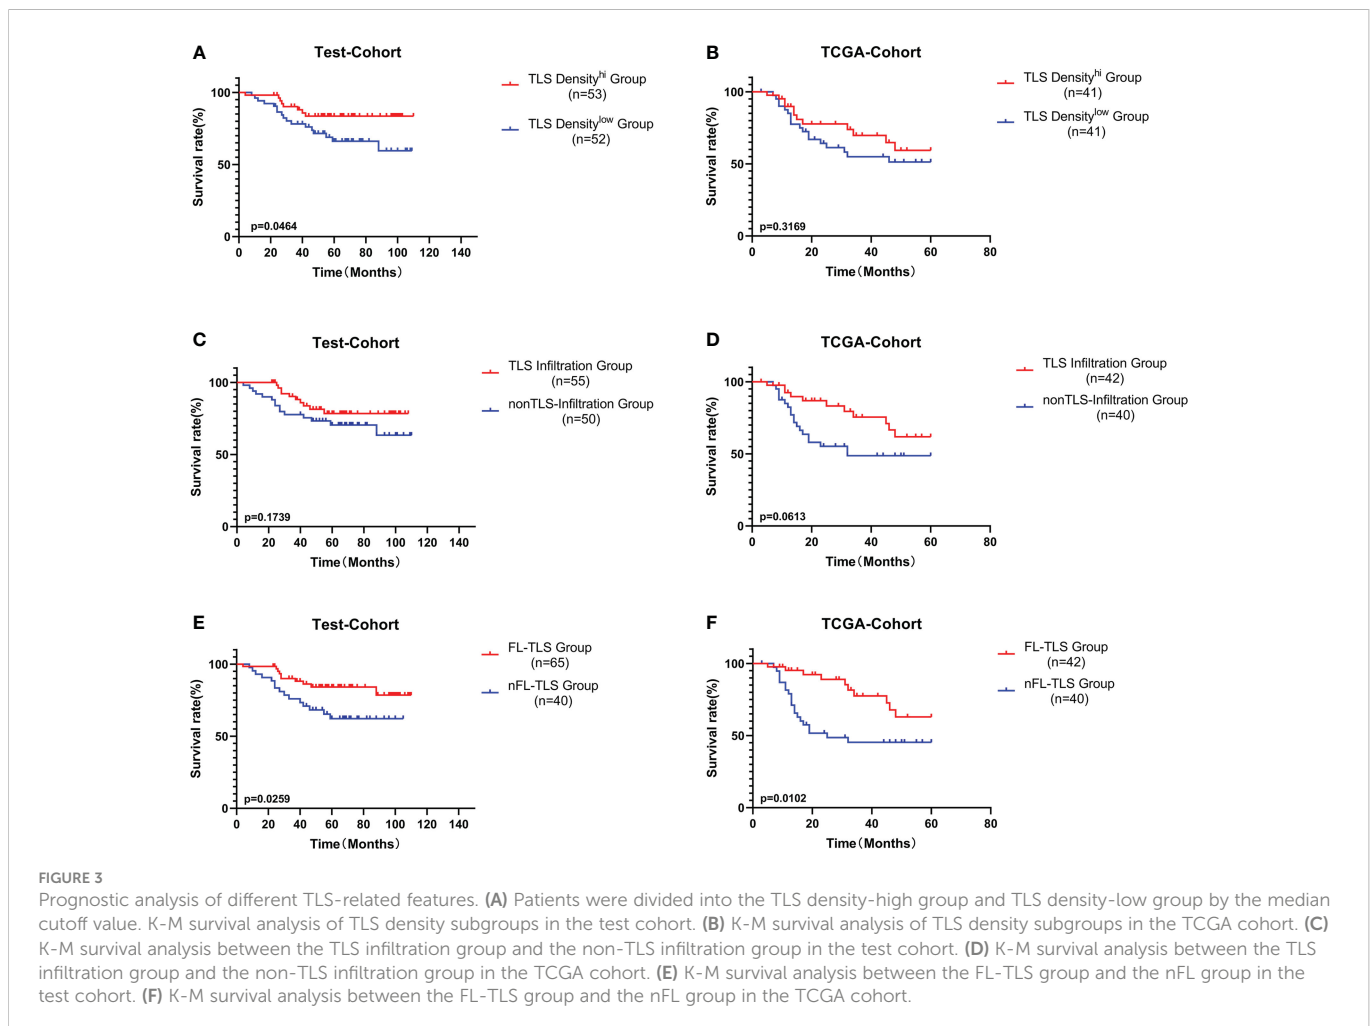 A
Test-Cohort
100
50
0
Survival rate(%)
p=0.0464
0 20 40 60 80 100 120 140
Time(Months)
TLS Densityhi Group
(n=53)
TLS Densitylow Group
(n=52)
B
TCGA-Cohort
100
50
0
Survival rate(%)
p=0.3169
0 20 40 60 80
Time(Months)
TLS Densityhi Group
(n=41)
TLS Densitylow Group
(n=41)
C
Test-Cohort
100
50
0
Survival rate(%)
p=0.1739
0 20 40 60 80 100 120 140
Time(Months)
TLS Infiltration Group
(n=55)
nonTLS-Infiltration Group
(n=50)
D
TCGA-Cohort
100
50
0
Survival rate(%)
p=0.0613
0 20 40 60 80
Time(Months)
TLS Infiltration Group
(n=42)
nonTLS-Infiltration Group
(n=40)
E
Test-Cohort
100
50
0
Survival rate(%)
p=0.0259
0 20 40 60 80 100 120 140
Time(Months)
FL-TLS Group
(n=65)
nFL-TLS Group
(n=40)
F
TCGA-Cohort
100
50
0
Survival rate(%)
p=0.0102
0 20 40 60 80
Time(Months)
FL-TLS Group
(n=42)
nFL-TLS Group
(n=40)
FIGURE 3
Prognostic analysis of different TLS-related features. (A) Patients were divided into the TLS density-high group and TLS density-low group by the median
cutoff value. K-M survival analysis of TLS density subgroups in the test cohort. (B) K-M survival analysis of TLS density subgroups in the TCGA cohort. (C)
K-M survival analysis between the TLS infiltration group and the non-TLS infiltration group in the test cohort. (D) K-M survival analysis between the TLS
infiltration group and the non-TLS infiltration group in the TCGA cohort. (E) K-M survival analysis between the FL-TLS group and the nFL group in the
test cohort. (F) K-M survival analysis between the FL-TLS group and the nFL group in the TCGA cohort.